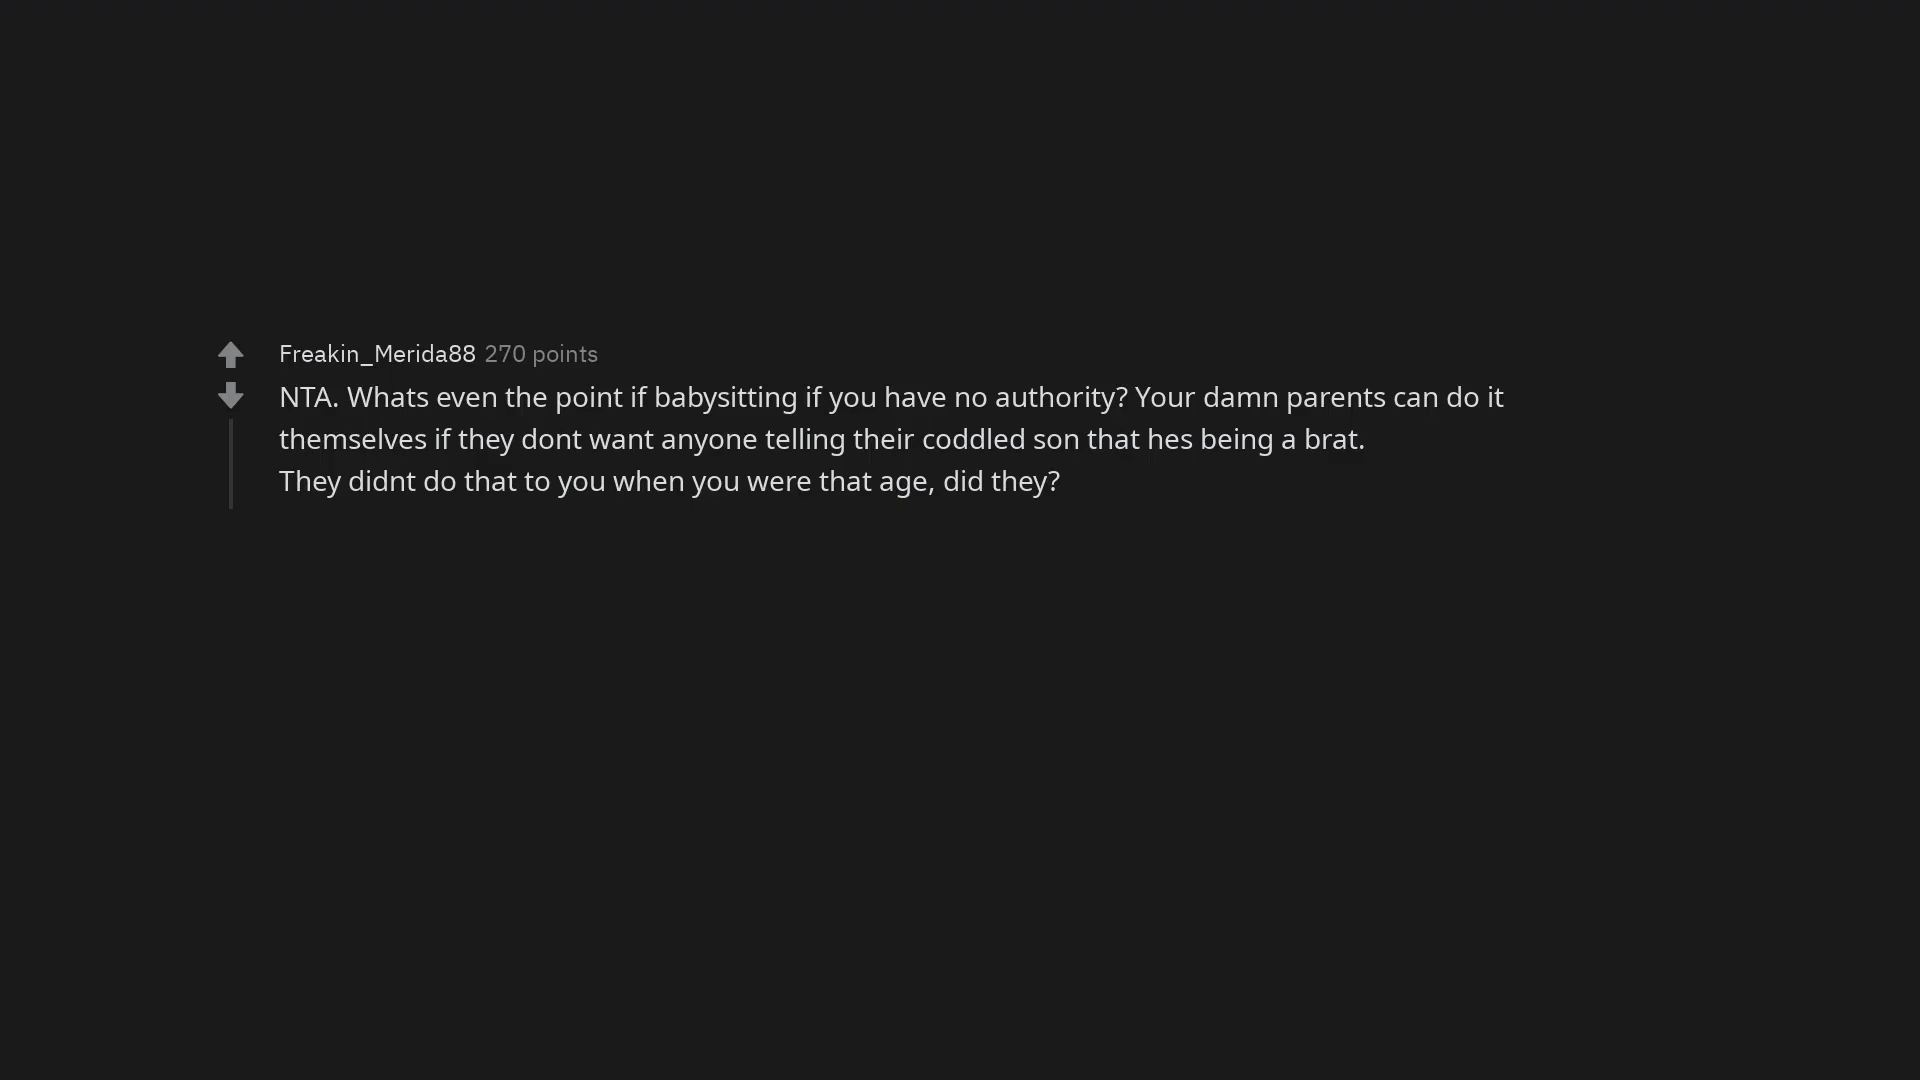 Freakin_Merida88 270 points
NTA. Whats even the point if babysitting if you have no authority? Your damn parents can do it
themselves if they dont want anyone telling their coddled son that hes being a brat.
They didnt do that to you when you were that age, did they?